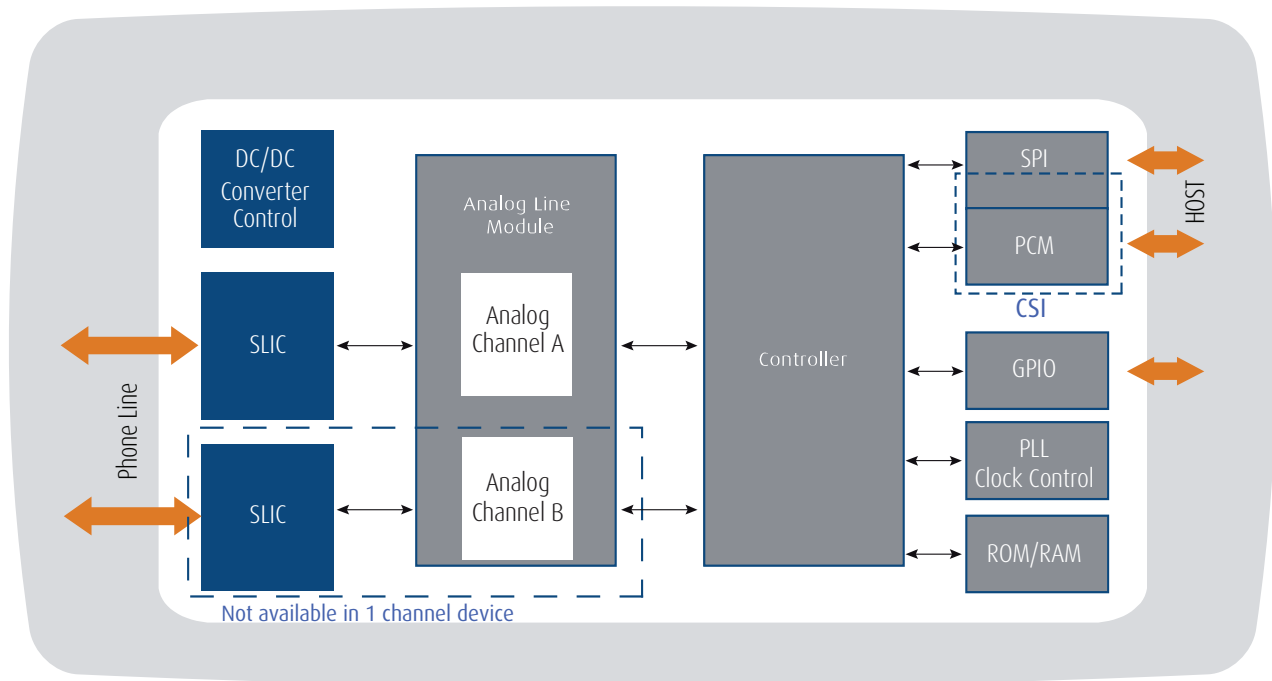 DC/DC
Converter
Control
SLIC
SLIC
Phone Line
Not available in 1 channel device
Analog Line
Module
Analog
Channel A
Analog
Channel B
Controller
SPI
PCM
CSI
HOST
GPIO
PLL
Clock Control
ROM/RAM